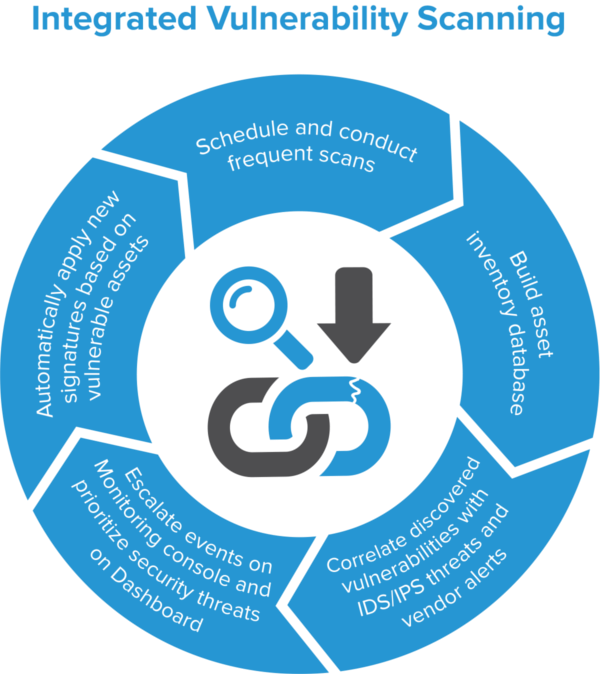 Integrated Vulnerability Scanning
Schedule and conduct
frequent scans
Build asset
inventory database
Correlate discovered
vulnerabilities with
IDS/IPS threats and
vendor alerts
Escalate events on
Monitoring console and
prioritize security threats
on Dashboard
Automatically apply new
signatures based on
vulnerable assets